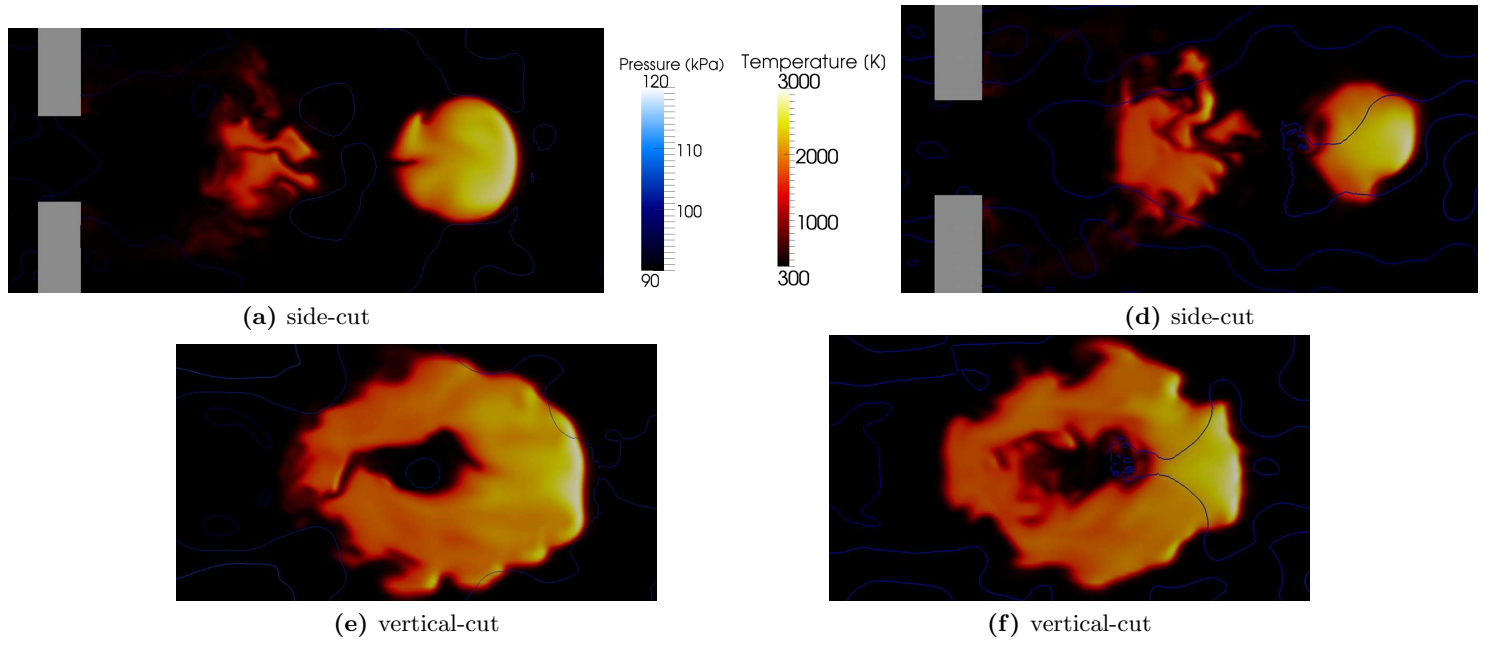 Pressure (kPa)
120
110
100
90
Temperature (K)
3000
2000
1000
300
(a) side-cut
(d) side-cut
(e) vertical-cut
(f) vertical-cut